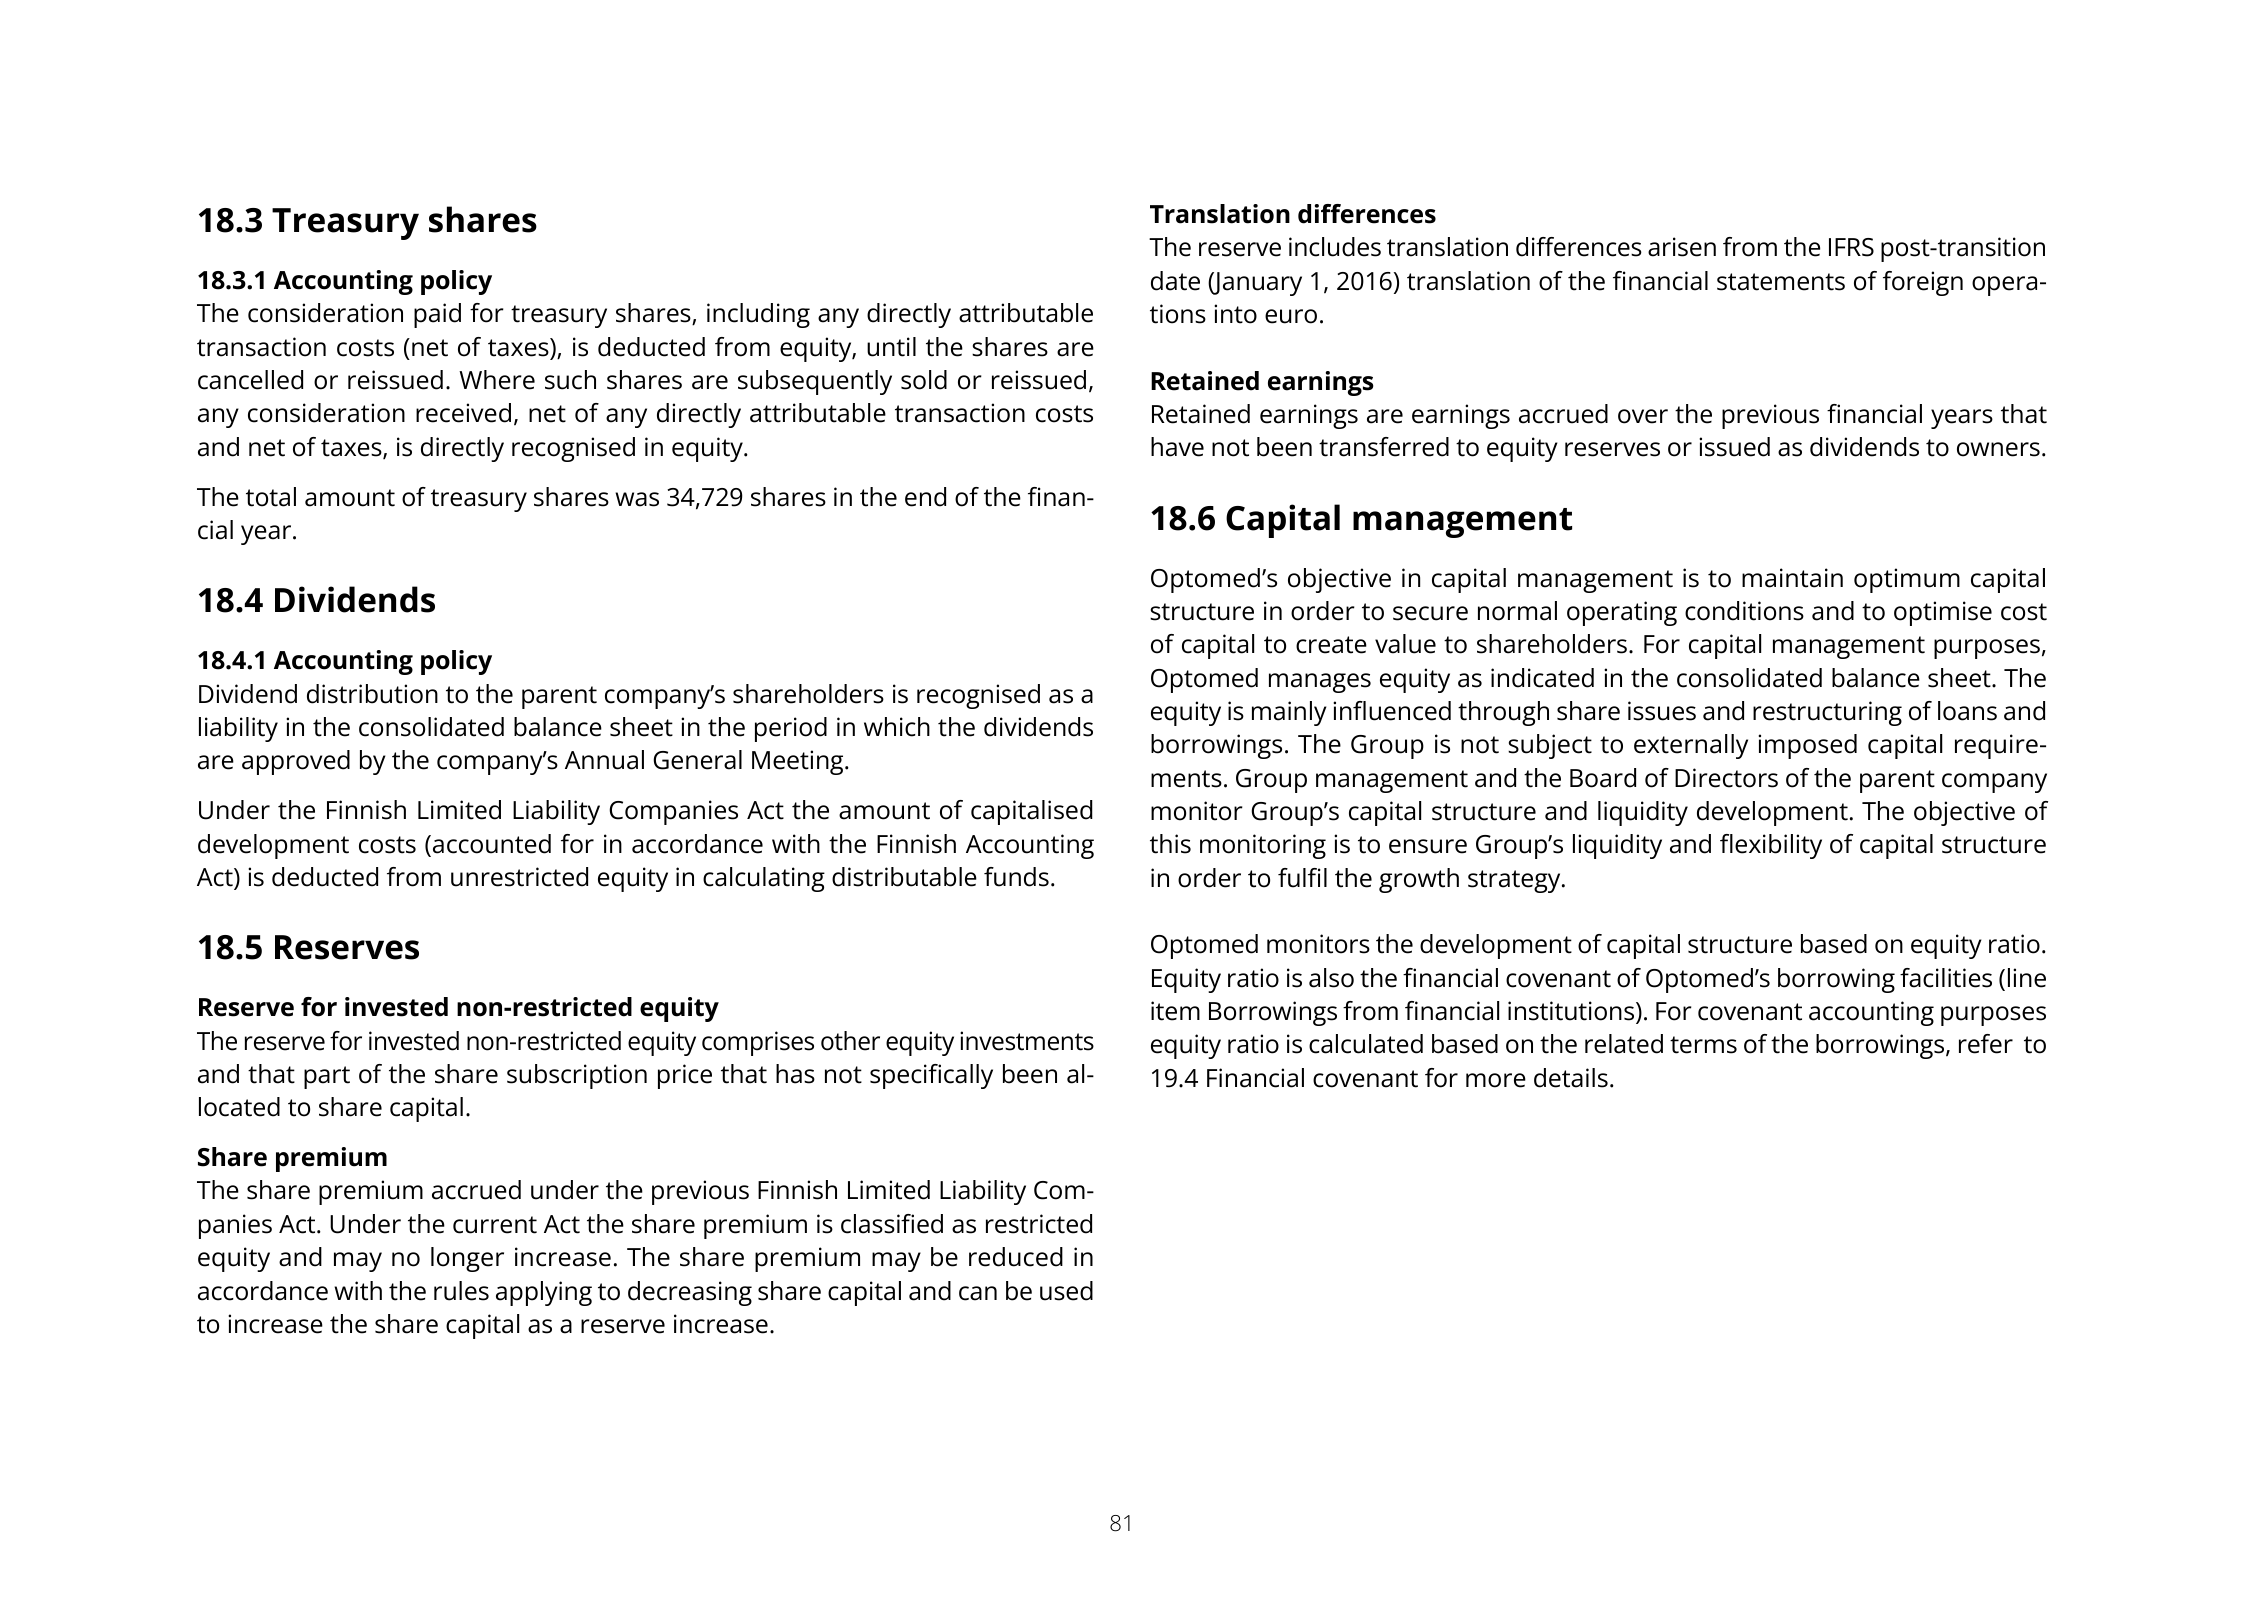 18.3 Treasury shares
18.3.1 Accounting policy
The consideration paid for treasury shares, including any directly attributable
transaction costs (net of taxes), is deducted from equity, until the shares are
cancelled or reissued. Where such shares are subsequently sold or reissued,
any consideration received, net of any directly attributable transaction costs
and net of taxes, is directly recognised in equity.
The total amount of treasury shares was 34,729 shares in the end of the finan-
cial year.
18.4 Dividends
18.4.1 Accounting policy
Dividend distribution to the parent company’s shareholders is recognised as a
liability in the consolidated balance sheet in the period in which the dividends
are approved by the company’s Annual General Meeting.
Under the Finnish Limited Liability Companies Act the amount of capitalised
development costs (accounted for in accordance with the Finnish Accounting
Act) is deducted from unrestricted equity in calculating distributable funds.
18.5 Reserves
Reserve for invested non-restricted equity
The reserve for invested non-restricted equity comprises other equity investments
and that part of the share subscription price that has not specifically been al-
located to share capital.
Share premium
The share premium accrued under the previous Finnish Limited Liability Com-
panies Act. Under the current Act the share premium is classified as restricted
equity and may no longer increase. The share premium may be reduced in
accordance with the rules applying to decreasing share capital and can be used
to increase the share capital as a reserve increase.
Translation differences
The reserve includes translation differences arisen from the IFRS post-transition
date (January 1, 2016) translation of the financial statements of foreign opera-
tions into euro.
Retained earnings
Retained earnings are earnings accrued over the previous financial years that
have not been transferred to equity reserves or issued as dividends to owners.
18.6 Capital management
Optomed’s objective in capital management is to maintain optimum capital
structure in order to secure normal operating conditions and to optimise cost
of capital to create value to shareholders. For capital management purposes,
Optomed manages equity as indicated in the consolidated balance sheet. The
equity is mainly influenced through share issues and restructuring of loans and
borrowings. The Group is not subject to externally imposed capital require-
ments. Group management and the Board of Directors of the parent company
monitor Group’s capital structure and liquidity development. The objective of
this monitoring is to ensure Group’s liquidity and flexibility of capital structure
in order to fulfil the growth strategy.
Optomed monitors the development of capital structure based on equity ratio.
Equity ratio is also the financial covenant of Optomed’s borrowing facilities (line
item Borrowings from financial institutions). For covenant accounting purposes
equity ratio is calculated based on the related terms of the borrowings, refer to
19.4 Financial covenant for more details.
81